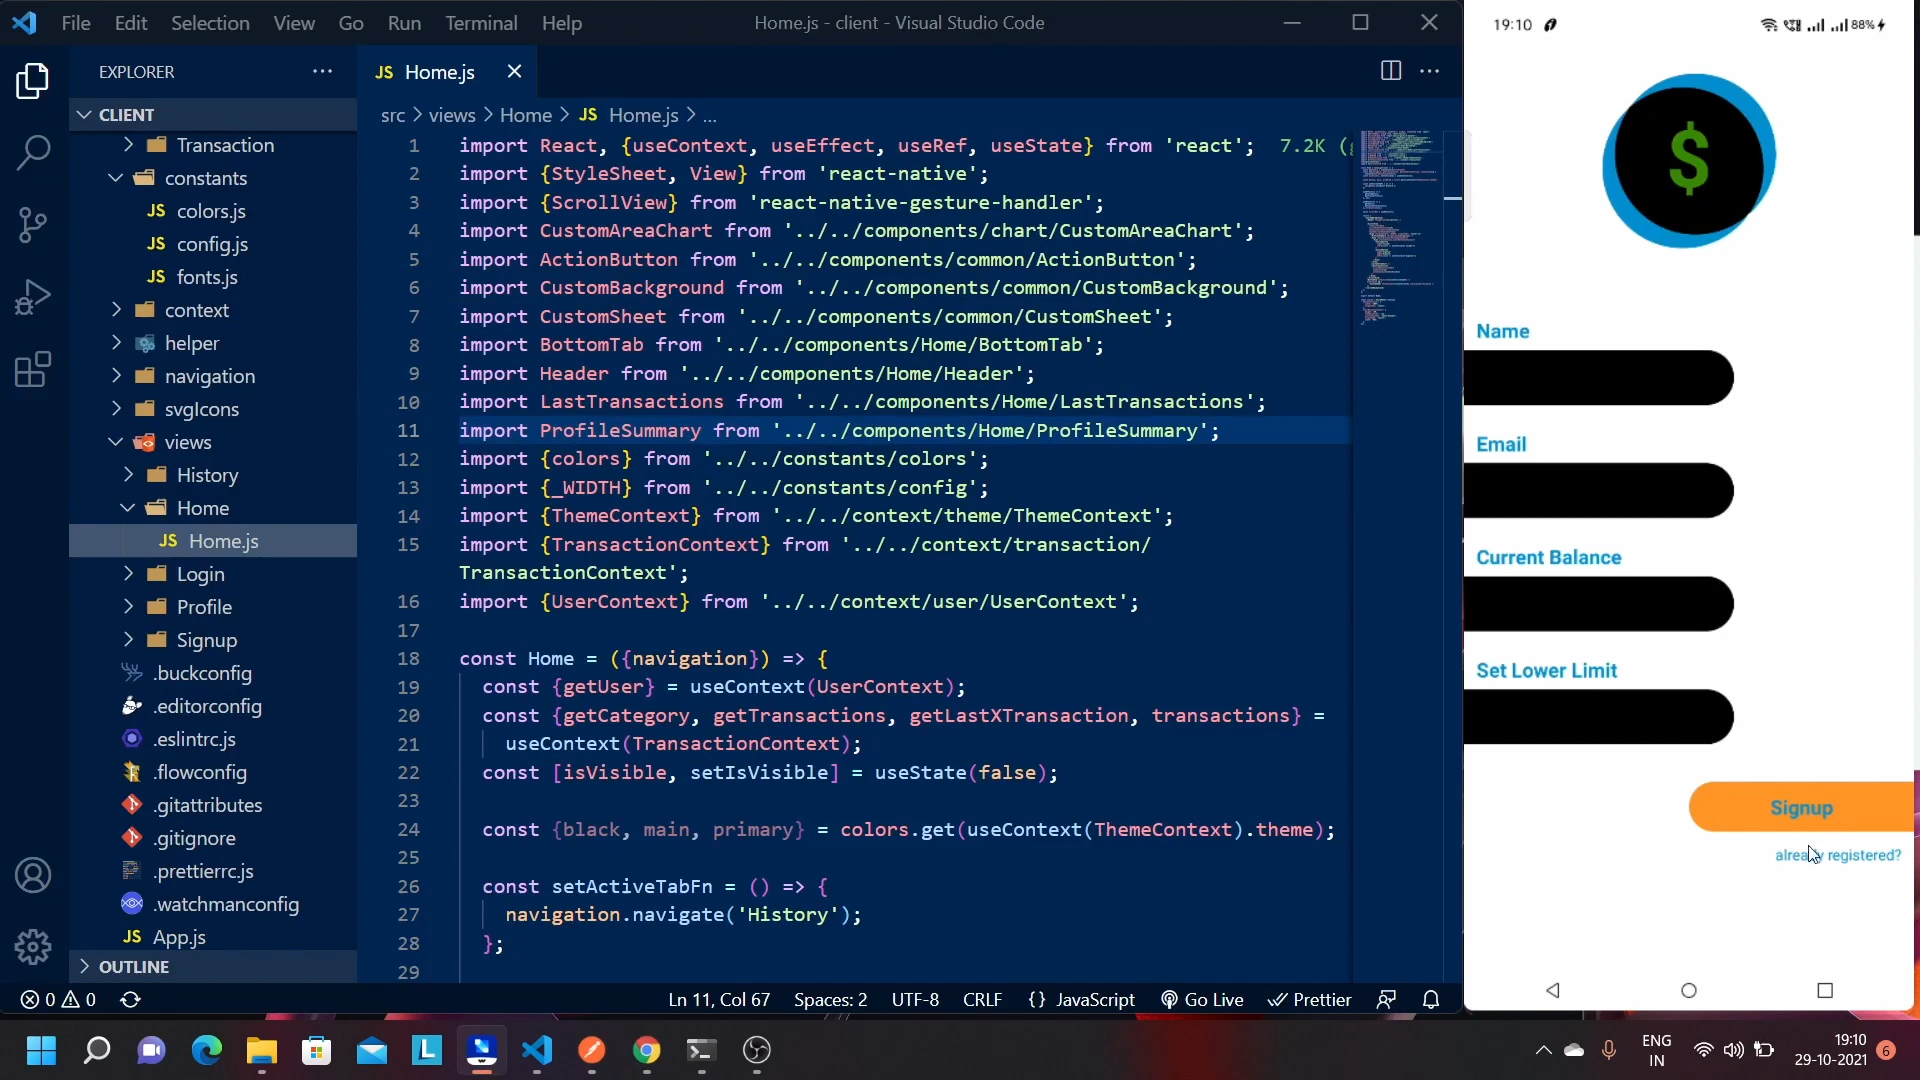 File Edit Selection View Go Run Terminal Help
Home.js - client - Visual Studio Code
EXPLORER
CLIENT
Transaction
constants
JS colors.js
JS config.js
JS fonts.js
context
helper
navigation
svgIcons
views
History
Home
JS Home.js
Login
Profile
Signup
.buckconfig
.editorconfig
.eslintrc.js
.flowconfig
.gitattributes
.gitignore
.prettierrc.js
.watchmanconfig
JS App.js
OUTLINE
JS Home.js
src > views > Home > JS Home.js > ...
1 import React, {useContext, useEffect, useRef, useState} from 'react'; 7.2K (
2 import {StyleSheet, View} from 'react-native';
3 import {ScrollView} from 'react-native-gesture-handler';
4 import CustomAreaChart from '../../components/chart/CustomAreaChart';
5 import ActionButton from '../../components/common/ActionButton';
6 import CustomBackground from '../../components/common/CustomBackground';
7 import CustomSheet from '../../components/common/CustomSheet';
8 import BottomTab from '../../components/Home/BottomTab';
9 import Header from '../../components/Home/Header';
10 import LastTransactions from '../../components/Home/LastTransactions';
11 import ProfileSummary from '../../components/Home/ProfileSummary';
12 import {colors} from '../../constants/colors';
13 import {_WIDTH} from '../../constants/config';
14 import {ThemeContext} from '../../context/theme/ThemeContext';
15 import {TransactionContext} from '../../context/transaction/
TransactionContext';
16 import {UserContext} from '../../context/user/UserContext';
17
18 const Home = ({navigation}) => {
19 const {getUser} = useContext(UserContext);
20 const {getCategory, getTransactions, getLastXTransaction, transactions} =
21 useContext(TransactionContext);
22 const [isVisible, setIsVisible] = useState(false);
23
24 const {black, main, primary} = colors.get(useContext(ThemeContext).theme);
25
26 const setActiveTabFn = () => {
27 navigation.navigate('History');
28 };
29
0 0
Ln 11, Col 67 Spaces: 2 UTF-8 CRLF {} JavaScript Go Live Prettier
19:10
88%
$
Name
Email
Current Balance
Set Lower Limit
Signup
already registered?
L
ENG
IN
19:10
29-10-2021
6